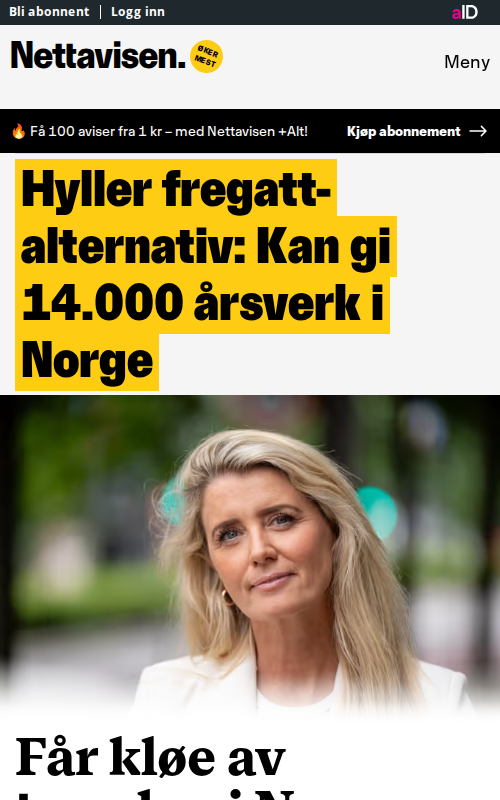 Bli abonnent | Logg inn
aID
Nettavisen.
ØKER
MEST
Meny
🔥 Få 100 aviser fra 1 kr – med Nettavisen +Alt!
Kjøp abonnement →
Hyller fregatt-
alternativ: Kan gi
14.000 årsverk i
Norge
Får kløe av